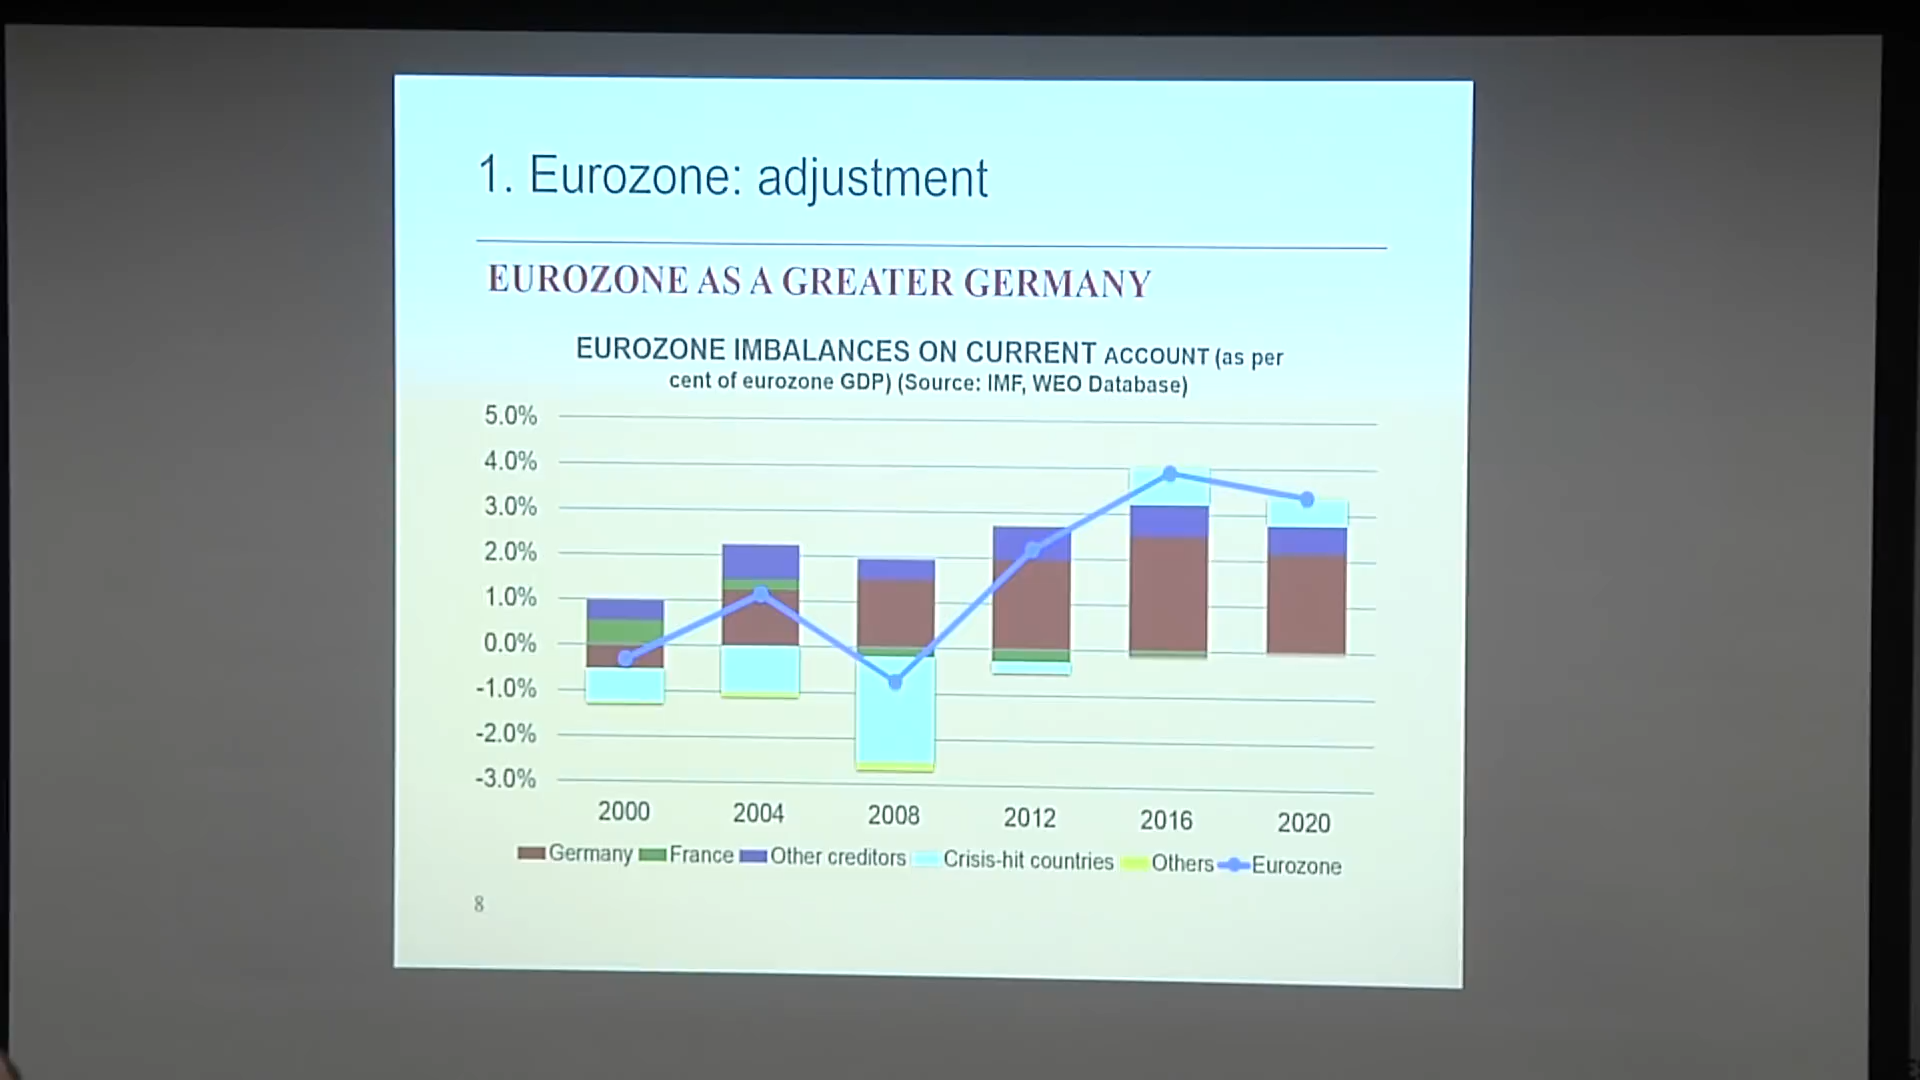 1. Eurozone: adjustment
EUROZONE AS A GREATER GERMANY
EUROZONE IMBALANCES ON CURRENT ACCOUNT (as per
cent of eurozone GDP) (Source: IMF, WEO Database)
5.0%
4.0%
3.0%
2.0%
1.0%
0.0%
-1.0%
-2.0%
-3.0%
2000 2004 2008 2012 2016 2020
Germany France Other creditors Crisis-hit countries Others Eurozone
8